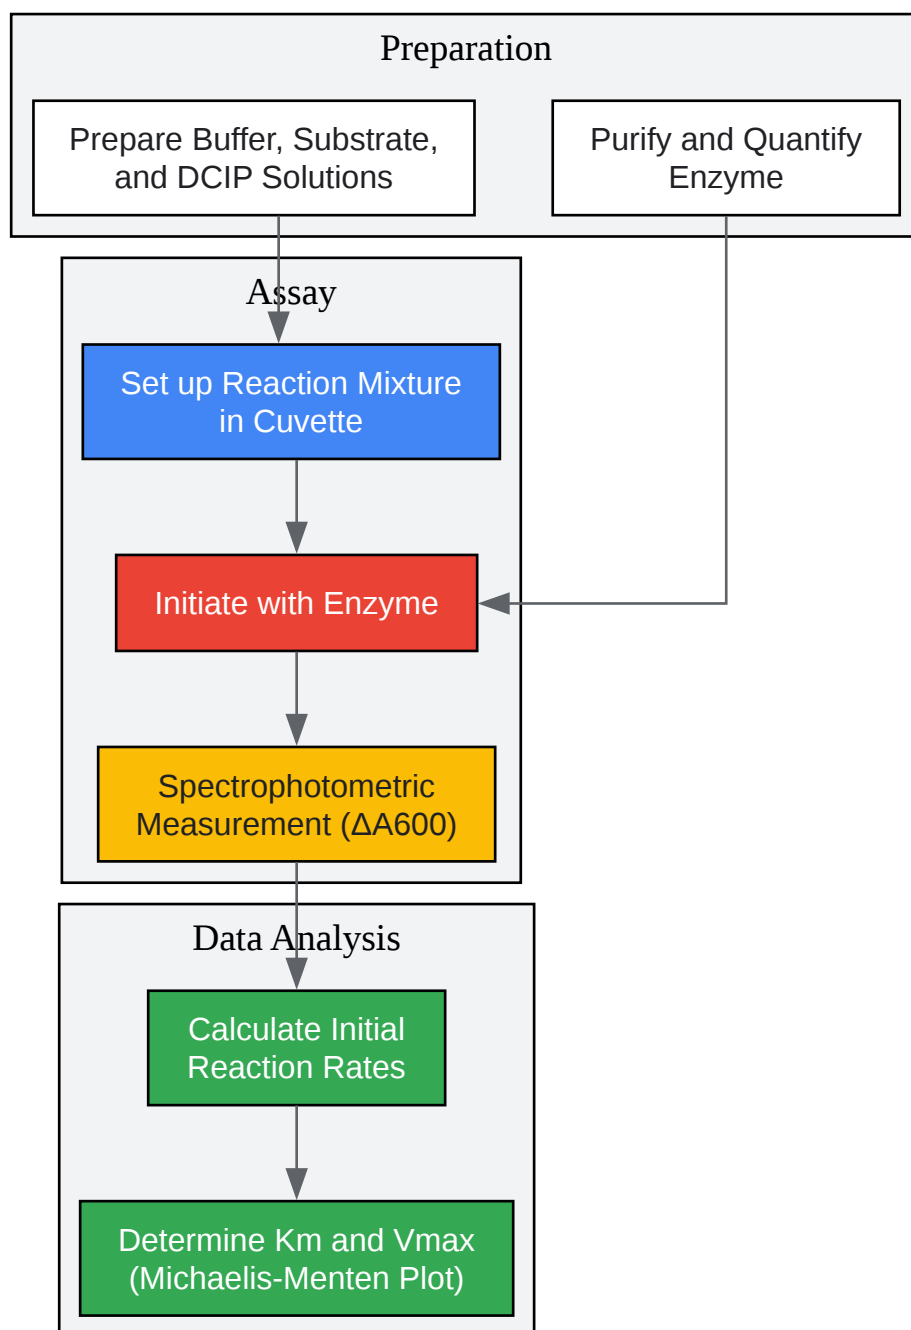 Preparation
Prepare Buffer, Substrate,
and DCIP Solutions
Purify and Quantify
Enzyme
Assay
Set up Reaction Mixture
in Cuvette
Initiate with Enzyme
Spectrophotometric
Measurement (ΔA600)
Data Analysis
Calculate Initial
Reaction Rates
Determine Km and Vmax
(Michaelis-Menten Plot)